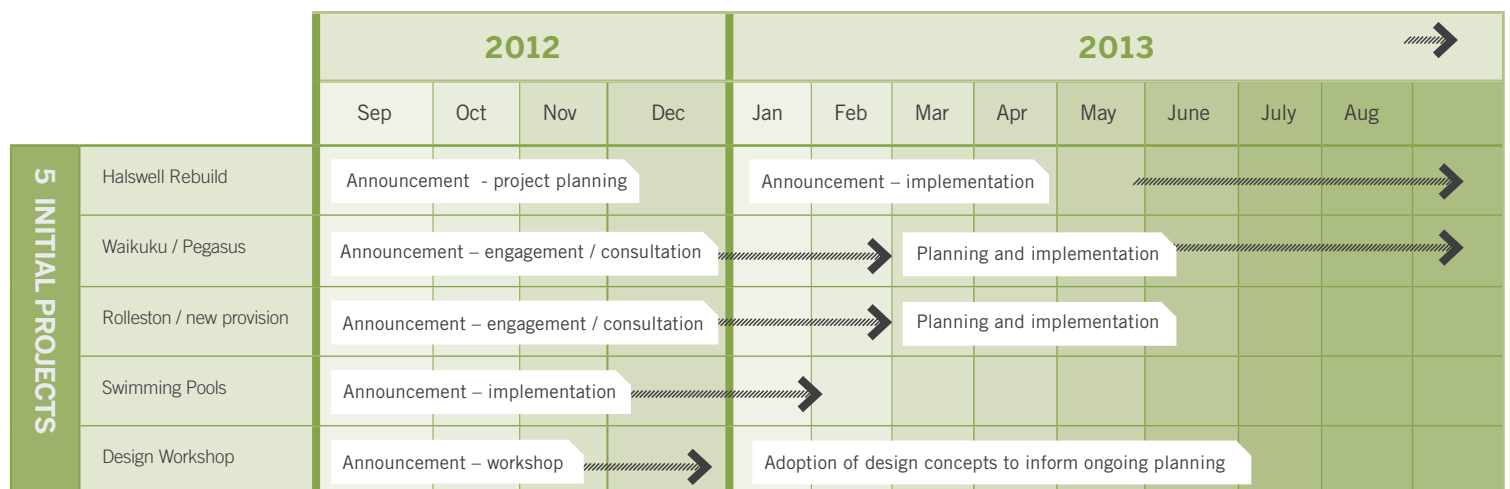 2012 2013
Sep Oct Nov Dec Jan Feb Mar Apr May June July Aug
5 INITIAL PROJECTS
Halswell Rebuild Announcement - project planning Announcement – implementation
Waikuku / Pegasus Announcement – engagement / consultation Planning and implementation
Rolleston / new provision Announcement – engagement / consultation Planning and implementation
Swimming Pools Announcement – implementation
Design Workshop Announcement – workshop Adoption of design concepts to inform ongoing planning